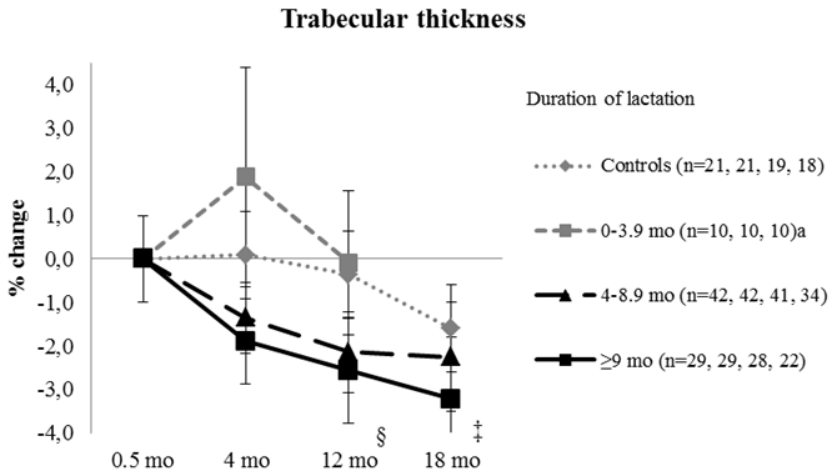 Trabecular thickness
% change
4,0
3,0
2,0
1,0
0,0
-1,0
-2,0
-3,0
-4,0
0.5 mo
4 mo
12 mo
§
18 mo
‡
Duration of lactation
Controls (n=21, 21, 19, 18)
0-3.9 mo (n=10, 10, 10)a
4-8.9 mo (n=42, 42, 41, 34)
≥9 mo (n=29, 29, 28, 22)